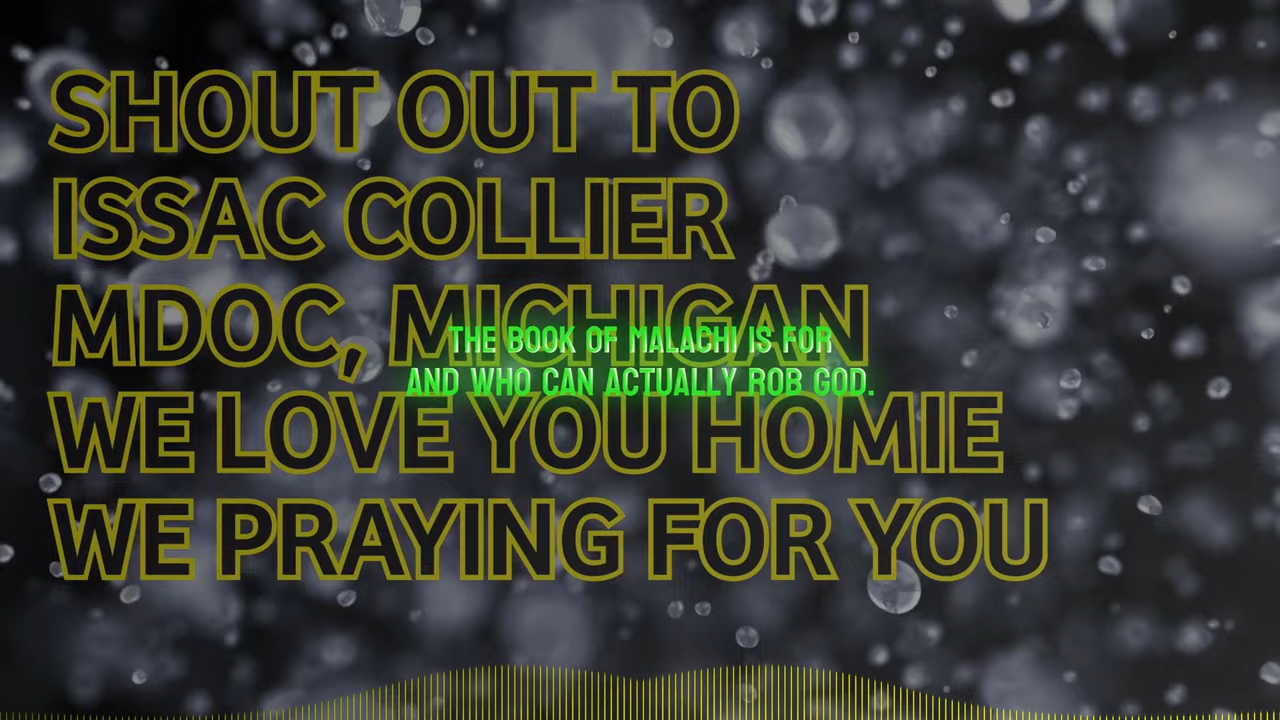 SHOUT OUT TO
ISSAC COLLIER
MDOC, MICHIGAN
THE BOOK OF MALACHI IS FOR
AND WHO CAN ACTUALLY ROB GOD.
WE LOVE YOU HOMIE
WE PRAYING FOR YOU